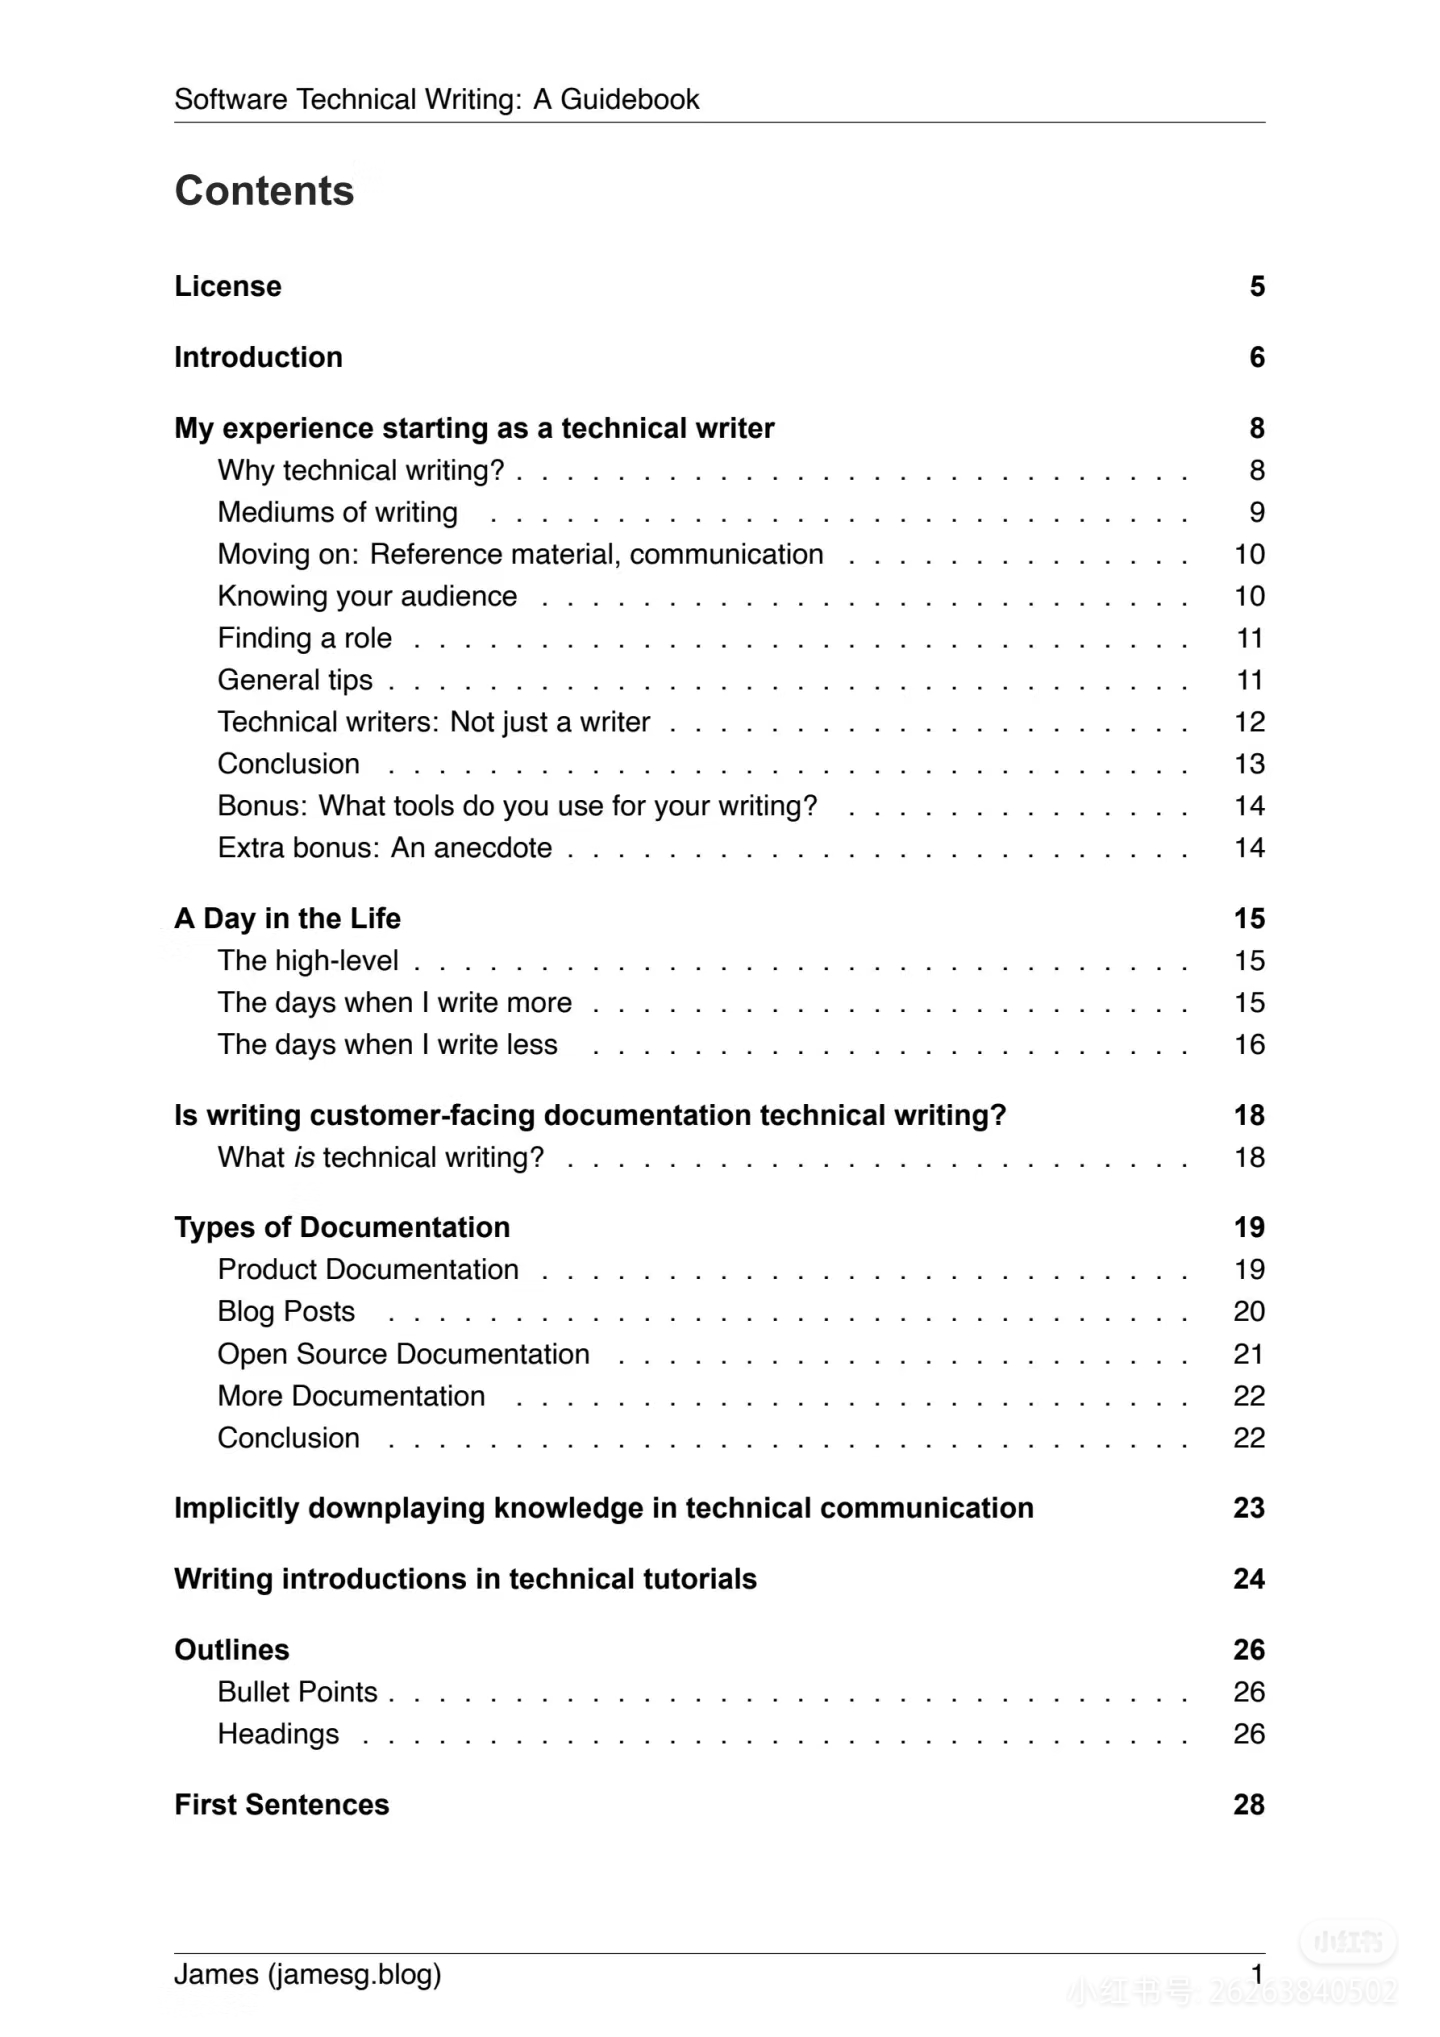 Software Technical Writing: A Guidebook
Contents
License 5
Introduction 6
My experience starting as a technical writer 8
Why technical writing? . . . . . . . . . . . . . . . . . . . . . . . . . . . 8
Mediums of writing . . . . . . . . . . . . . . . . . . . . . . . . . . . . 9
Moving on: Reference material, communication . . . . . . . . . . . . . . 10
Knowing your audience . . . . . . . . . . . . . . . . . . . . . . . . . . 10
Finding a role . . . . . . . . . . . . . . . . . . . . . . . . . . . . . . . 11
General tips . . . . . . . . . . . . . . . . . . . . . . . . . . . . . . . . 11
Technical writers: Not just a writer . . . . . . . . . . . . . . . . . . . . . 12
Conclusion . . . . . . . . . . . . . . . . . . . . . . . . . . . . . . . . 13
Bonus: What tools do you use for your writing? . . . . . . . . . . . . . . 14
Extra bonus: An anecdote . . . . . . . . . . . . . . . . . . . . . . . . . 14
A Day in the Life 15
The high-level . . . . . . . . . . . . . . . . . . . . . . . . . . . . . . . 15
The days when I write more . . . . . . . . . . . . . . . . . . . . . . . . 15
The days when I write less . . . . . . . . . . . . . . . . . . . . . . . . 16
Is writing customer-facing documentation technical writing? 18
What is technical writing? . . . . . . . . . . . . . . . . . . . . . . . . . 18
Types of Documentation 19
Product Documentation . . . . . . . . . . . . . . . . . . . . . . . . . . 19
Blog Posts . . . . . . . . . . . . . . . . . . . . . . . . . . . . . . . . 20
Open Source Documentation . . . . . . . . . . . . . . . . . . . . . . . 21
More Documentation . . . . . . . . . . . . . . . . . . . . . . . . . . . 22
Conclusion . . . . . . . . . . . . . . . . . . . . . . . . . . . . . . . . 22
Implicitly downplaying knowledge in technical communication 23
Writing introductions in technical tutorials 24
Outlines 26
Bullet Points . . . . . . . . . . . . . . . . . . . . . . . . . . . . . . . . 26
Headings . . . . . . . . . . . . . . . . . . . . . . . . . . . . . . . . . 26
First Sentences 28
小红书
James (jamesg.blog) 1
小红书号: 26263840502